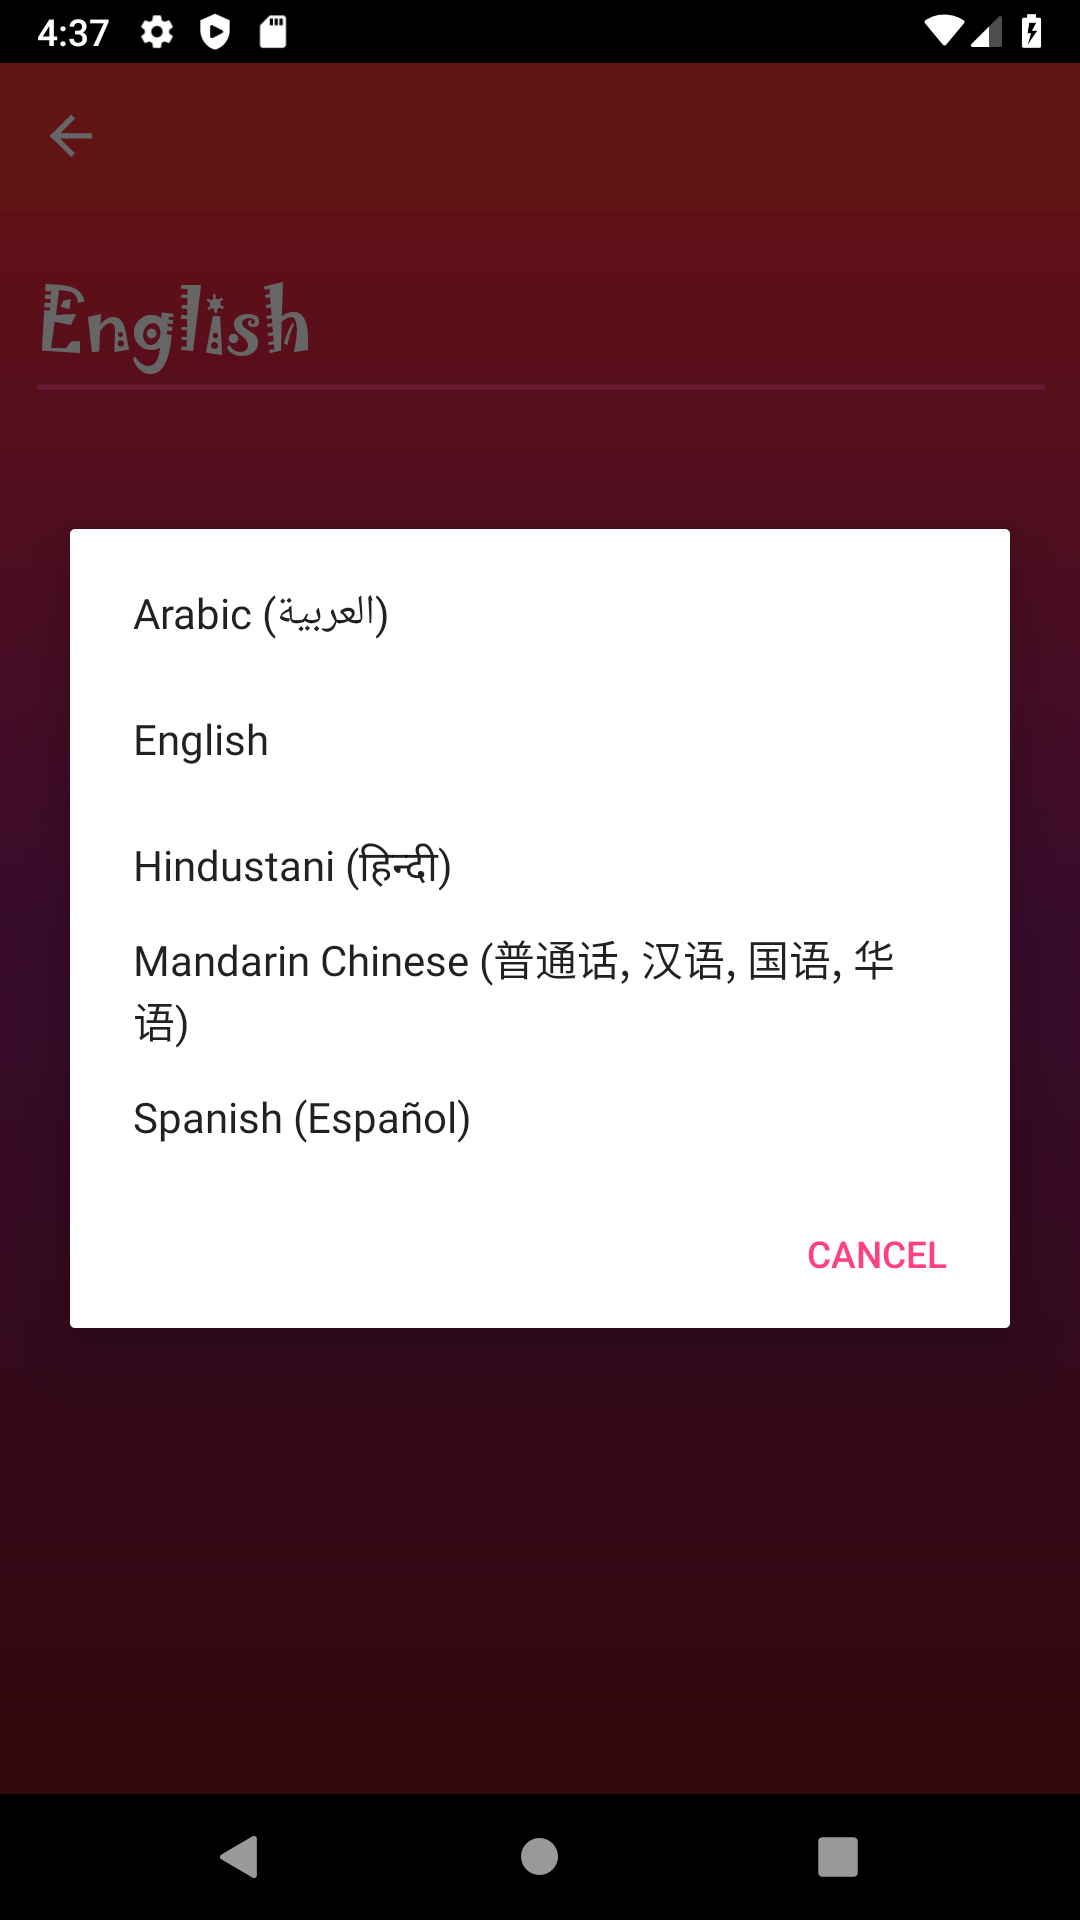 4:37
English
Arabic (العربية)
English
Hindustani (हिन्दी)
Mandarin Chinese (普通话, 汉语, 国语, 华
语)
Spanish (Español)
CANCEL